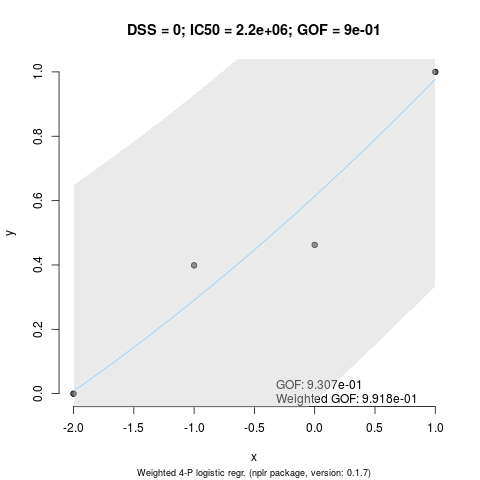 DSS = 0; IC50 = 2.2e+06; GOF = 9e-01
1.0
0.8
0.6
0.4
0.2
0.0
y
GOF: 9.307e-01
Weighted GOF: 9.918e-01
-2.0 -1.5 -1.0 -0.5 0.0 0.5 1.0
x
Weighted 4-P logistic regr. (nplr package, version: 0.1.7)